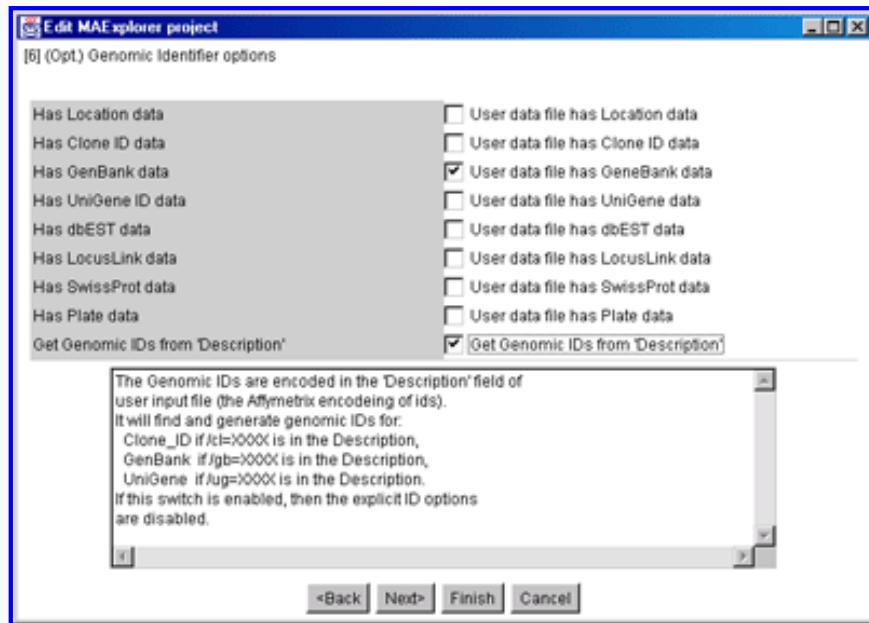 Edit MAExplorer project
[6] (Opt.) Genomic Identifier options
Has Location data User data file has Location data
Has Clone ID data User data file has Clone ID data
Has GenBank data User data file has GeneBank data
Has UniGene ID data User data file has UniGene data
Has dbEST data User data file has dbEST data
Has LocusLink data User data file has LocusLink data
Has SwissProt data User data file has SwissProt data
Has Plate data User data file has Plate data
Get Genomic IDs from 'Description' Get Genomic IDs from 'Description'
The Genomic IDs are encoded in the 'Description' field of
user input file (the Affymetrix encodeing of ids).
It will find and generate genomic IDs for:
Clone_ID if /cl=XXXX is in the Description,
GenBank if /gb=XXXX is in the Description,
UniGene if /ug=XXXX is in the Description.
If this switch is enabled, then the explicit ID options
are disabled.
<Back Next> Finish Cancel